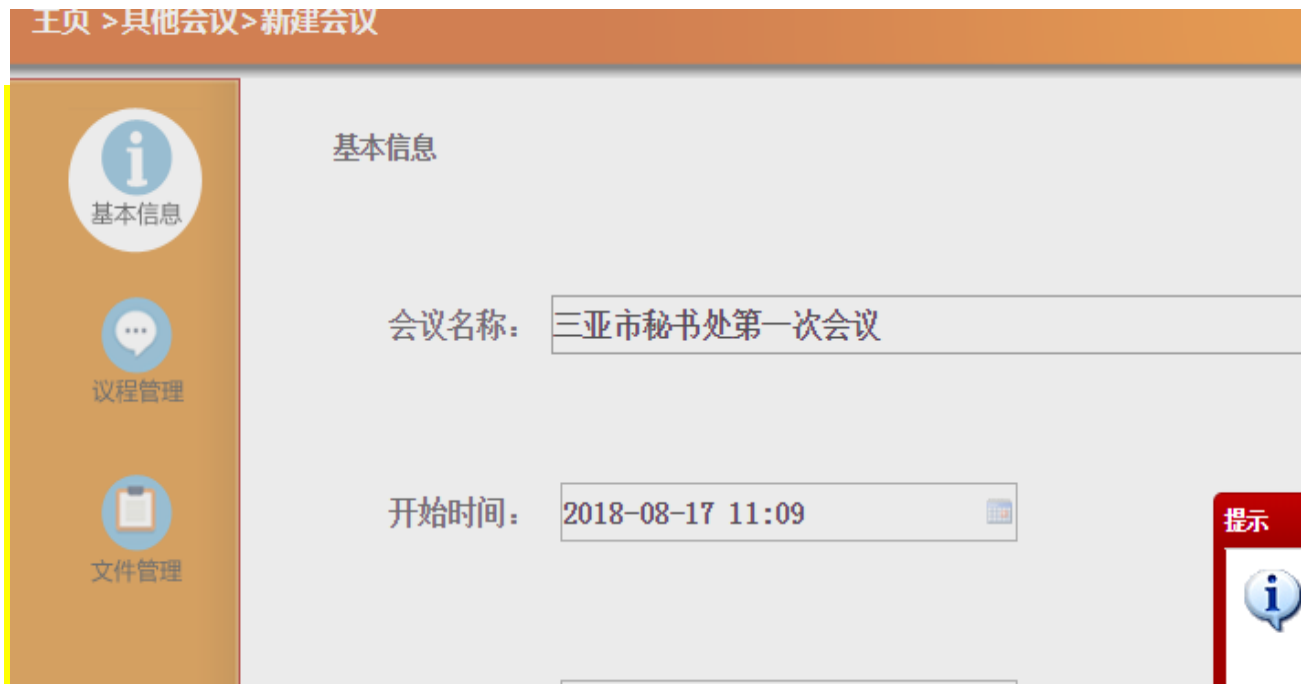 主页 >其他会议>新建会议
基本信息
基本信息
会议名称：
三亚市秘书处第一次会议
议程管理
开始时间：
2018-08-17 11:09
提示
文件管理